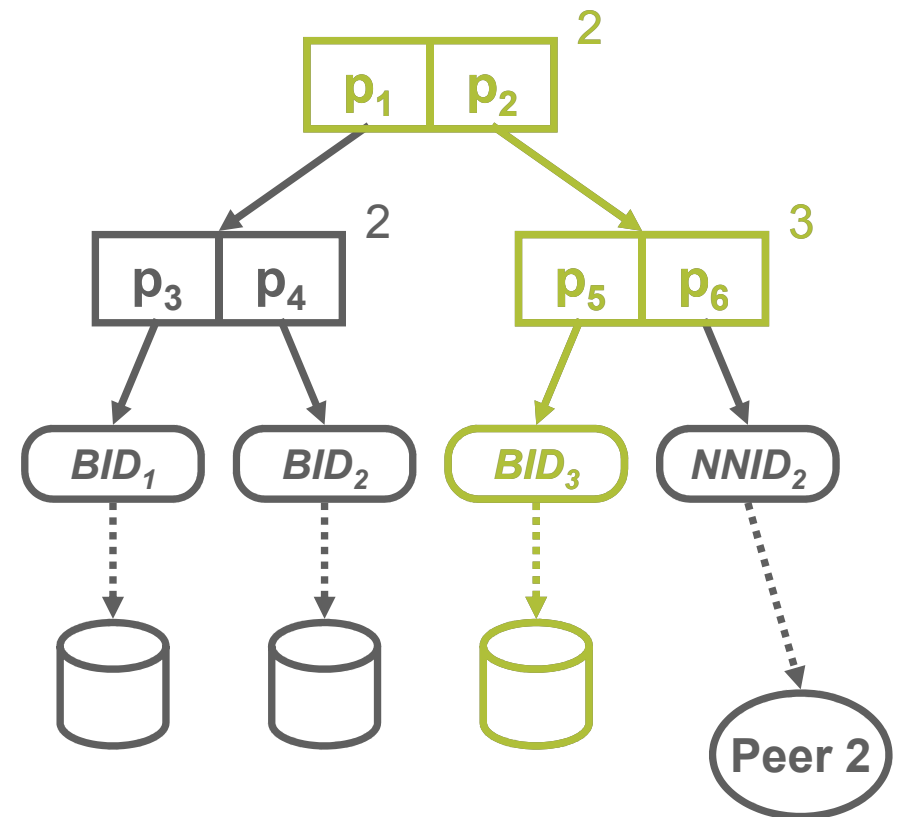 2
p₁ p₂
2 3
p₃ p₄ p₅ p₆
BID₁ BID₂ BID₃ NNID₂
Peer 2